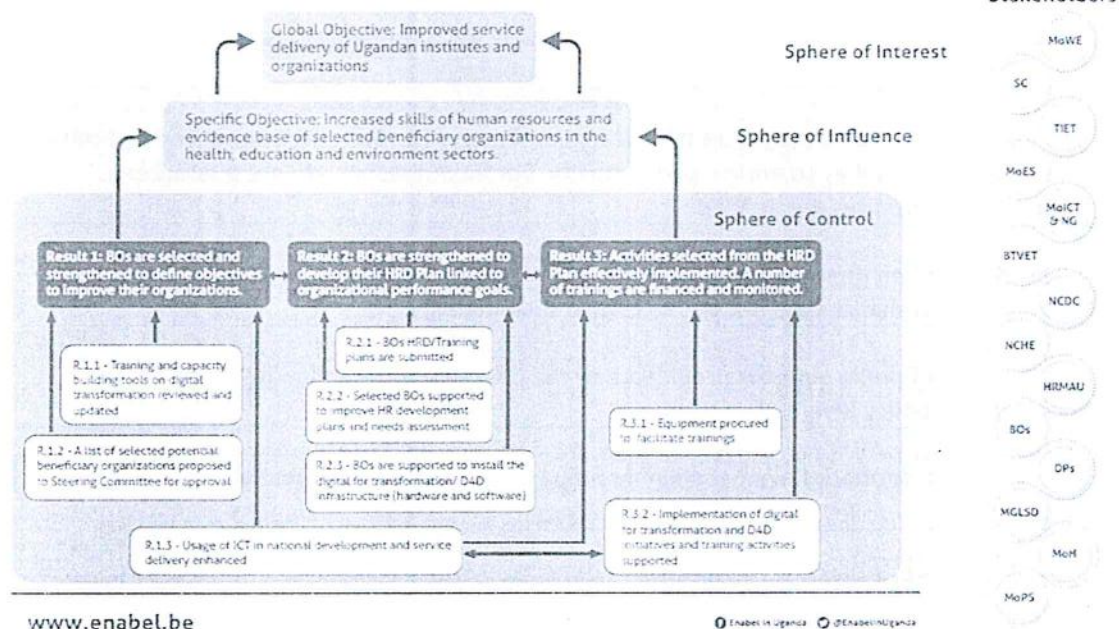 Stakeholders
Global Objective: Improved service
delivery of Ugandan institutes and
organizations
Sphere of Interest
Specific Objective: Increased skills of human resources and
evidence base of selected beneficiary organizations in the
health, education and environment sectors.
Sphere of Influence
Sphere of Control
Result 1: BOs are selected and
strengthened to define objectives
to improve their organizations.
Result 2: BOs are strengthened to
develop their HRD Plan linked to
organizational performance goals.
Result 3: Activities selected from the HRD
Plan effectively implemented. A number
of trainings are financed and monitored.
R.1.1 - Training and capacity
building tools on digital
transformation reviewed and
updated
R.1.2 - A list of selected potential
beneficiary organizations proposed
to Steering Committee for approval
R.1.3 - Usage of ICT in national development and service
delivery enhanced
R.2.1 - BOs HRD/Training
plans are submitted
R.2.2 - Selected BOs supported
to improve HR development
plans and needs assessment
R.2.3 - BOs are supported to install the
digital for transformation/ D4D
infrastructure (hardware and software)
R.3.1 - Equipment procured
to facilitate trainings
R.3.2 - Implementation of digital
for transformation and D4D
initiatives and training activities
supported
MoWE
SC
TIET
MoES
MoICT
& NG
BTVET
NCDC
NCHE
HRMAU
BOs
DPs
MGLSD
MoH
MoPS
www.enabel.be
Enabel in Uganda
@EnabelinUganda